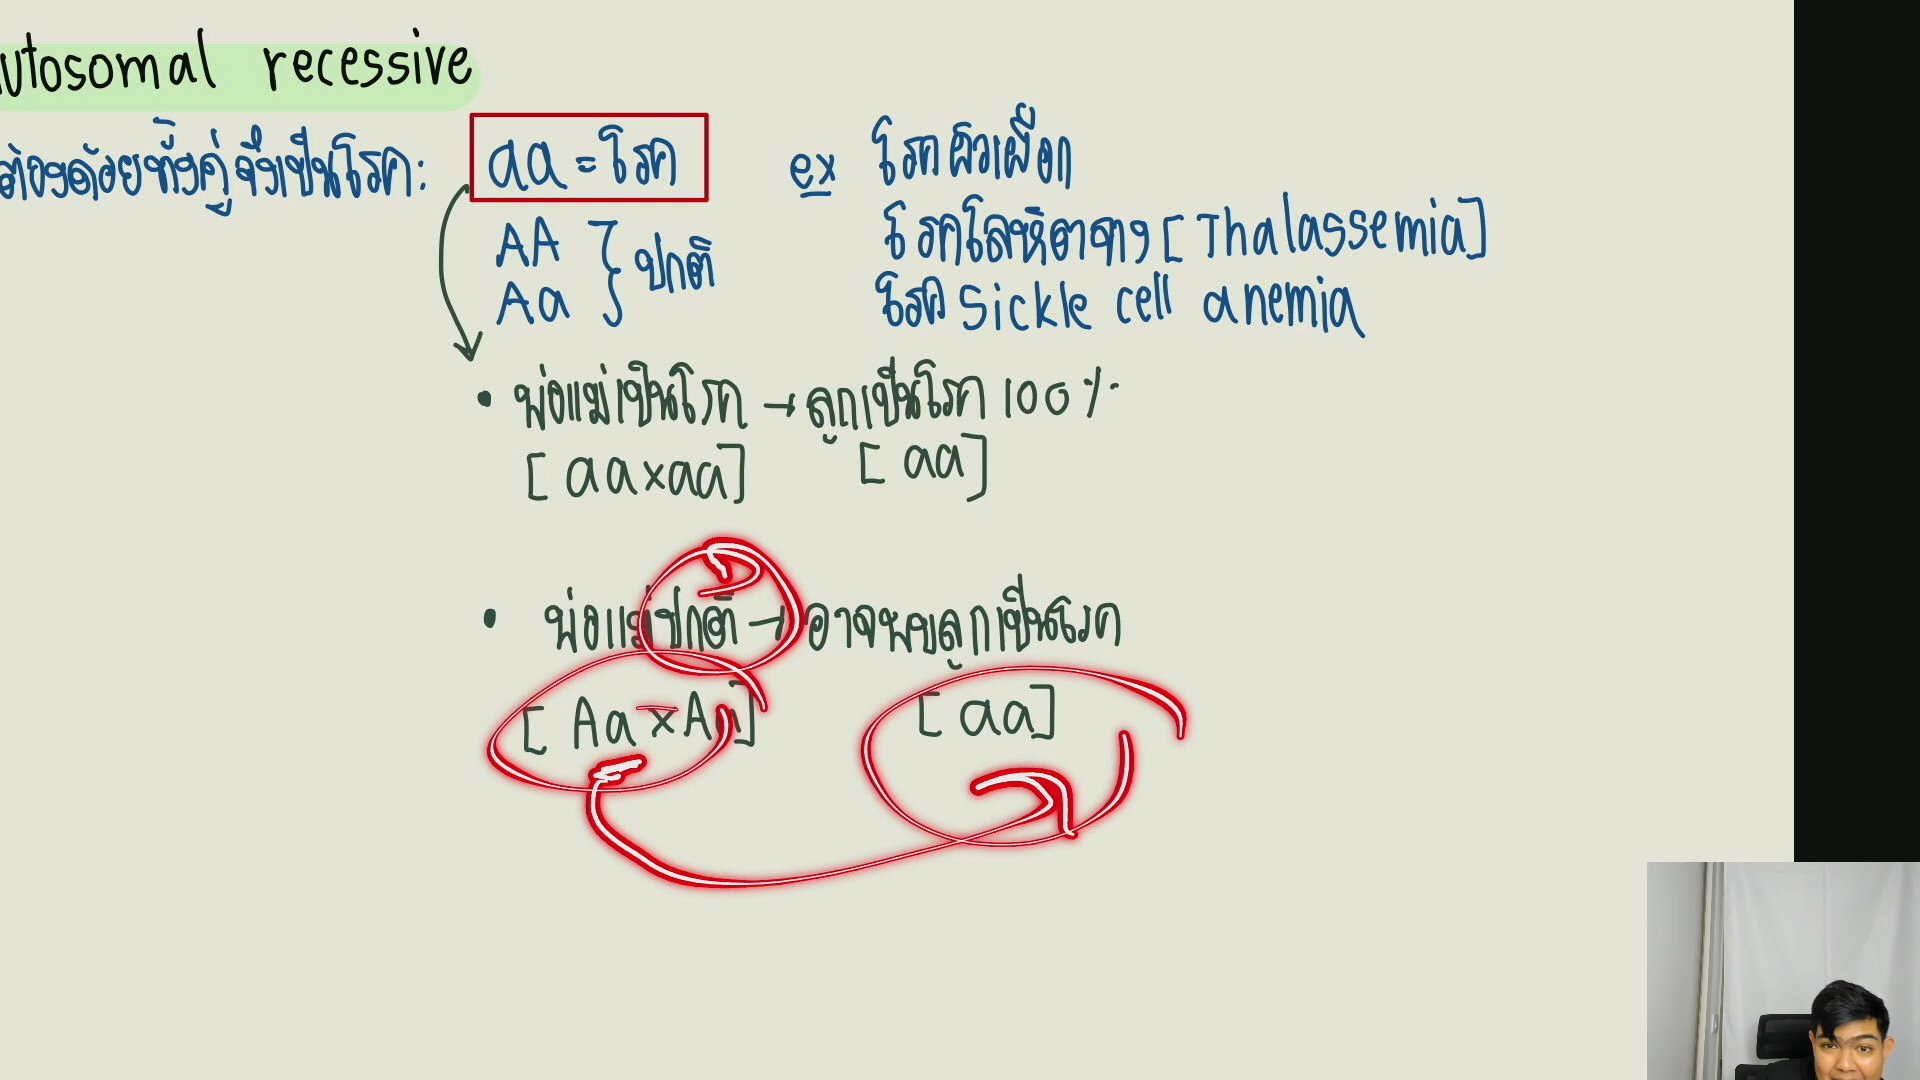 utosomal recessive
ต้องด้อยทั้งคู่จึงเป็นโรค:
aa = โรค
AA
Aa } ปกติ
ex โรคผิวเผือก
โรคโลหิตจาง [Thalassemia]
โรค Sickle cell anemia
• พ่อแม่เป็นโรค → ลูกเป็นโรค 100%
[aa×aa] [aa]
• พ่อแม่ปกติ → อาจพบลูกเป็นโรค
[Aa×Aa] [aa]